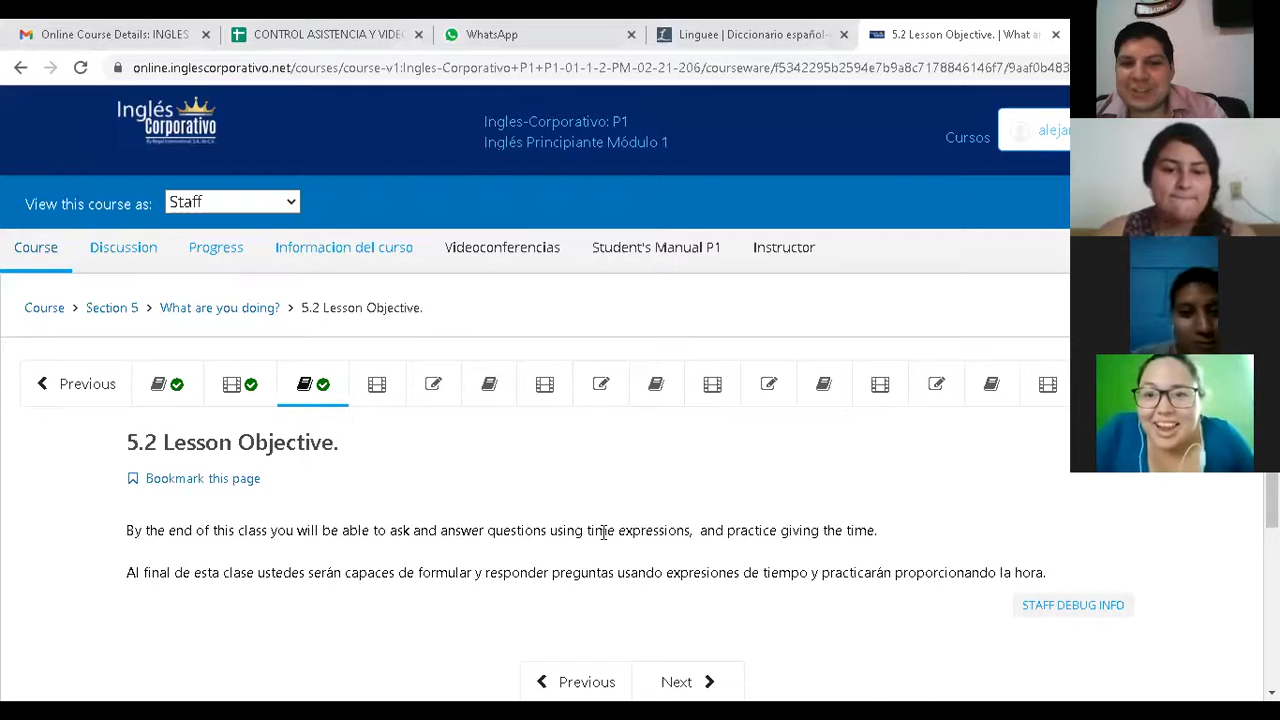 Online Course Details: INGLES
CONTROL ASISTENCIA Y VIDE
WhatsApp
Linguee | Diccionario español-
5.2 Lesson Objective. | What ar
online.inglescorporativo.net/courses/course-v1:Ingles-Corporativo+P1+P1-01-1-2-PM-02-21-206/courseware/f5342295b2594e7b9a8c7178846146f7/9aaf0b483
Inglés
Corporativo
Ingles-Corporativo: P1
Inglés Principiante Módulo 1
Cursos
aleja
View this course as:
Staff
Course
Discussion
Progress
Informacion del curso
Videoconferencias
Student's Manual P1
Instructor
Course > Section 5 > What are you doing? > 5.2 Lesson Objective.
Previous
5.2 Lesson Objective.
Bookmark this page
By the end of this class you will be able to ask and answer questions using time expressions, and practice giving the time.
Al final de esta clase ustedes serán capaces de formular y responder preguntas usando expresiones de tiempo y practicarán proporcionando la hora.
STAFF DEBUG INFO
Previous
Next